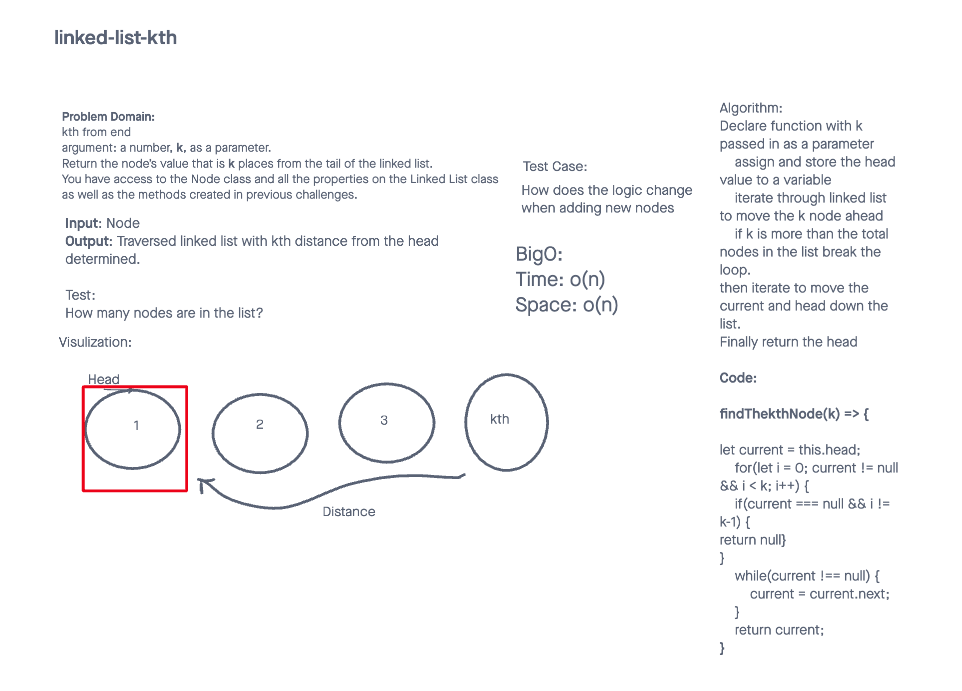 linked-list-kth
Problem Domain:
kth from end
argument: a number, k, as a parameter.
Return the node's value that is k places from the tail of the linked list.
You have access to the Node class and all the properties on the Linked List class
as well as the methods created in previous challenges.
Input: Node
Output: Traversed linked list with kth distance from the head
determined.
Test:
How many nodes are in the list?
Visulization:
Head
1
2
3
kth
Distance
Test Case:
How does the logic change
when adding new nodes
BigO:
Time: o(n)
Space: o(n)
Algorithm:
Declare function with k
passed in as a parameter
assign and store the head
value to a variable
iterate through linked list
to move the k node ahead
if k is more than the total
nodes in the list break the
loop.
then iterate to move the
current and head down the
list.
Finally return the head
Code:
findThekthNode(k) => {
let current = this.head;
for(let i = 0; current != null
&& i < k; i++) {
if(current === null && i !=
k-1) {
return null}
}
while(current !== null) {
current = current.next;
}
return current;
}